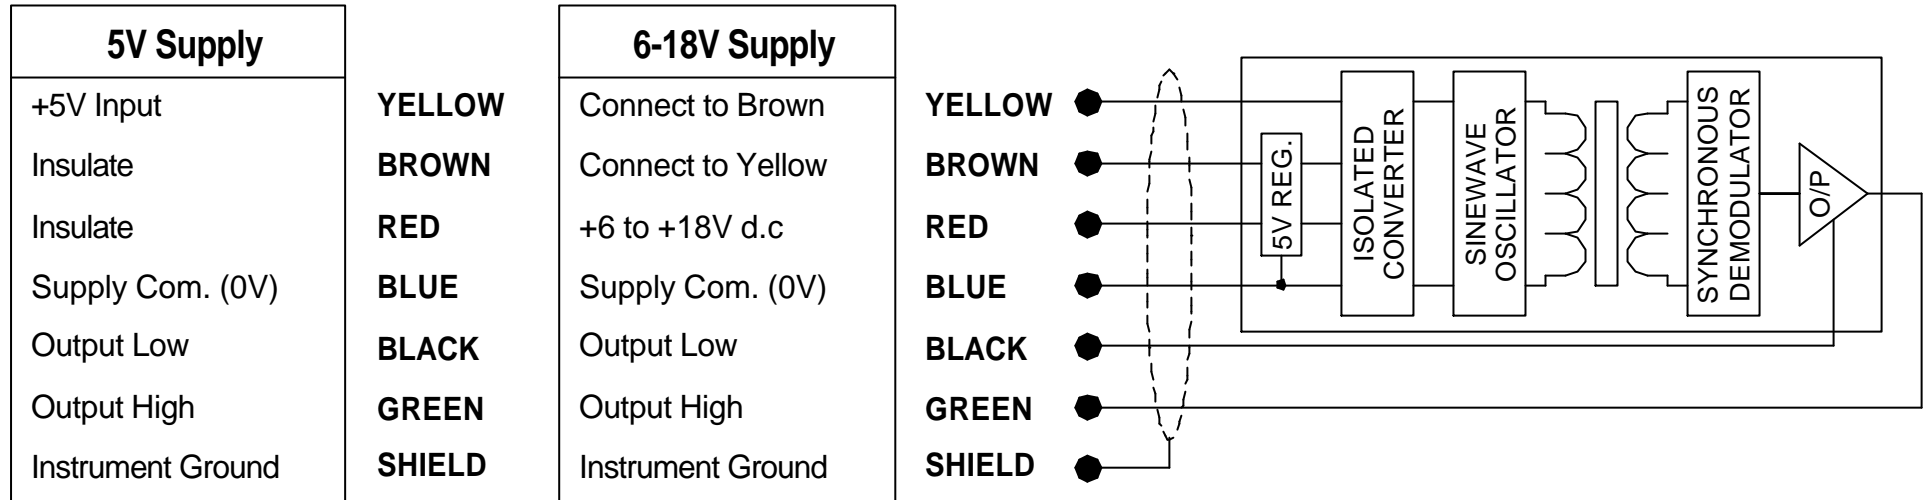 5V Supply 6-18V Supply
+5V Input YELLOW Connect to Brown YELLOW
Insulate BROWN Connect to Yellow BROWN
Insulate RED +6 to +18V d.c RED
Supply Com. (0V) BLUE Supply Com. (0V) BLUE
Output Low BLACK Output Low BLACK
Output High GREEN Output High GREEN
Instrument Ground SHIELD Instrument Ground SHIELD
5V REG.
ISOLATED
CONVERTER
SINEWAVE
OSCILLATOR
SYNCHRONOUS
DEMODULATOR
O/P